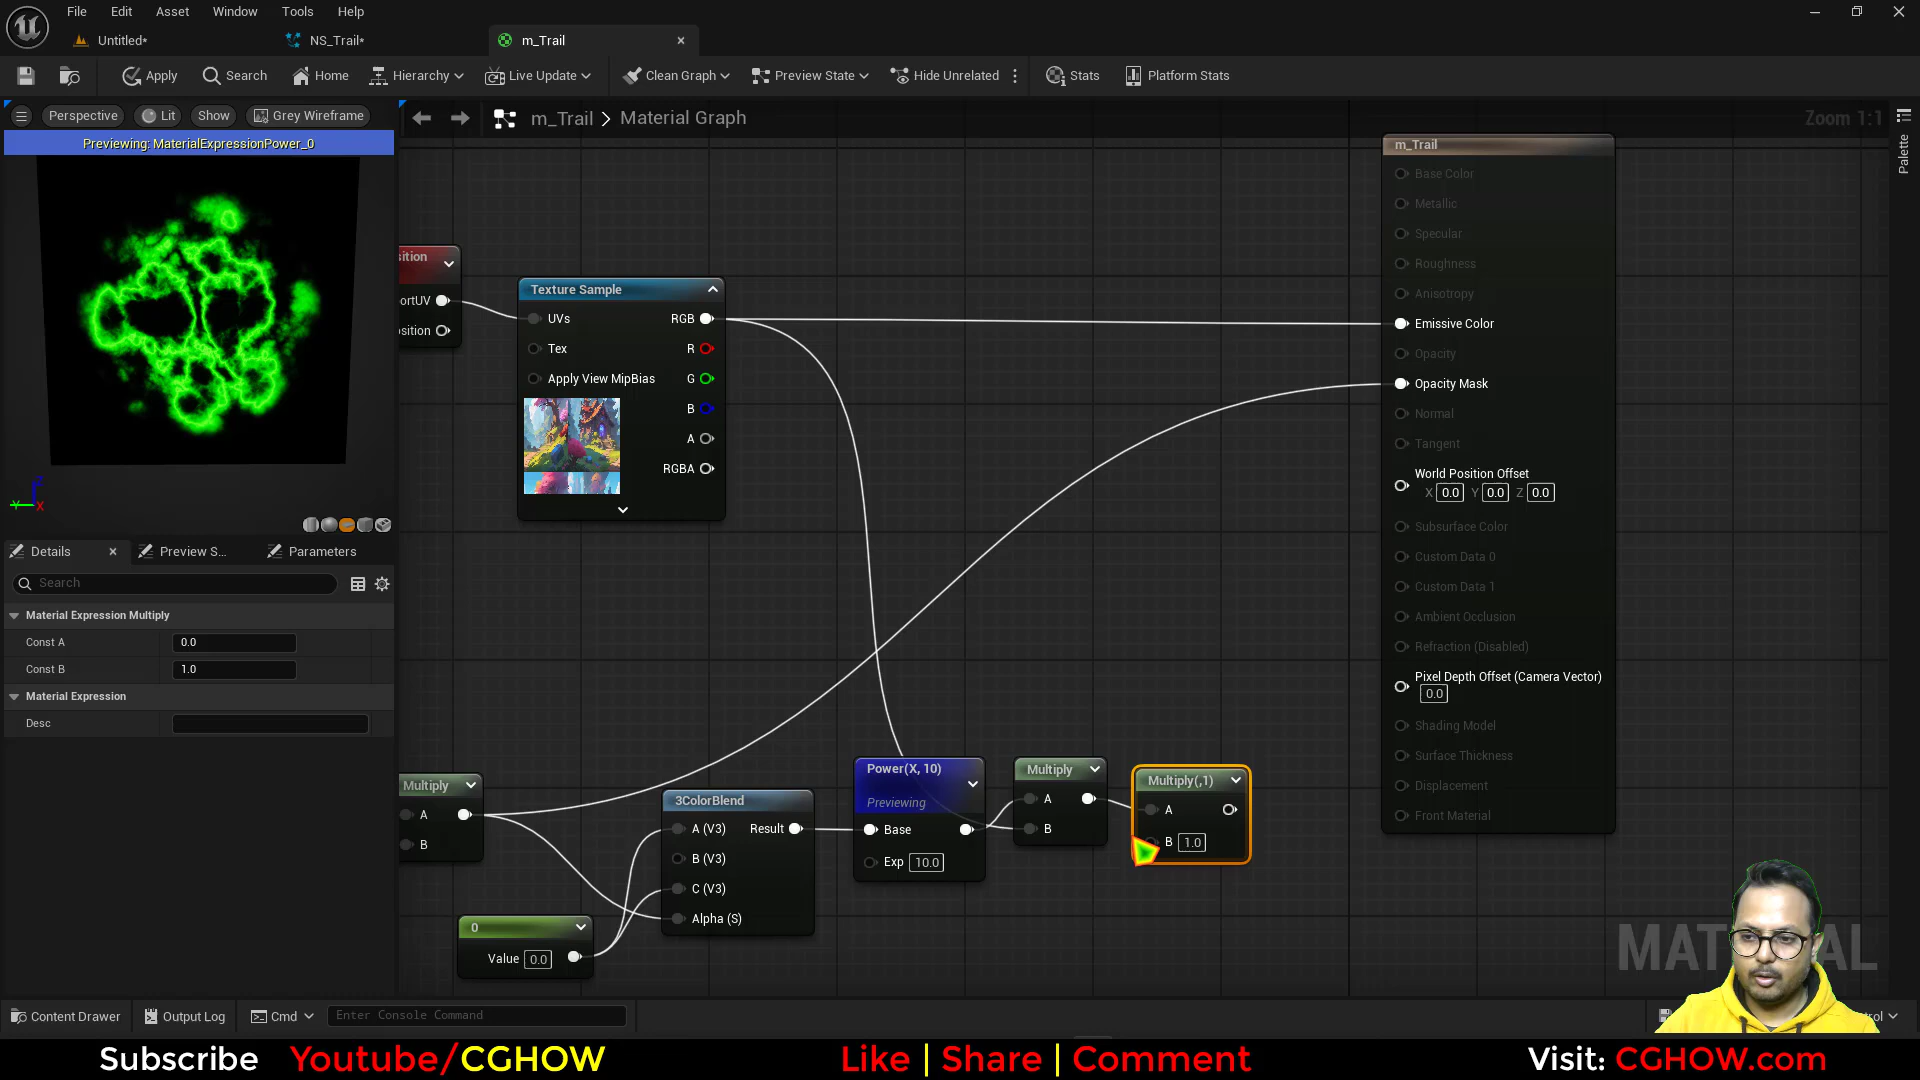 File Edit Asset Window Tools Help
Untitled* NS_Trail* m_Trail
Apply Search Home Hierarchy Live Update Clean Graph Preview State Hide Unrelated Stats Platform Stats
Perspective Lit Show Grey Wireframe
m_Trail > Material Graph
Zoom 1:1
Palette
Previewing: MaterialExpressionPower_0
Z
Y X
Details Preview S... Parameters
Search
Material Expression Multiply
Const A 0.0
Const B 1.0
Material Expression
Desc
sition
ortUV
osition
Texture Sample
UVs RGB
Tex R
Apply View MipBias G
B
A
RGBA
m_Trail
Base Color
Metallic
Specular
Roughness
Anisotropy
Emissive Color
Opacity
Opacity Mask
Normal
Tangent
World Position Offset
X 0.0 Y 0.0 Z 0.0
Subsurface Color
Custom Data 0
Custom Data 1
Ambient Occlusion
Refraction (Disabled)
Pixel Depth Offset (Camera Vector)
0.0
Shading Model
Surface Thickness
Displacement
Front Material
Multiply
A
B
0
Value 0.0
3ColorBlend
A (V3) Result
B (V3)
C (V3)
Alpha (S)
Power(X, 10)
Previewing
Base
Exp 10.0
Multiply
A
B
Multiply(,1)
A
B 1.0
MAT AL
Content Drawer Output Log Cmd Enter Console Command
trol
Subscribe Youtube/CGHOW Like | Share | Comment Visit: CGHOW.com